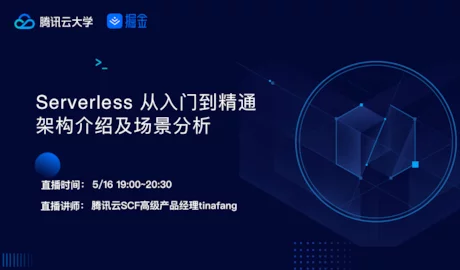 腾讯云大学 掘金
>_
Serverless 从入门到精通
架构介绍及场景分析
直播时间： 5/16 19:00~20:30
直播讲师： 腾讯云SCF高级产品经理tinafang